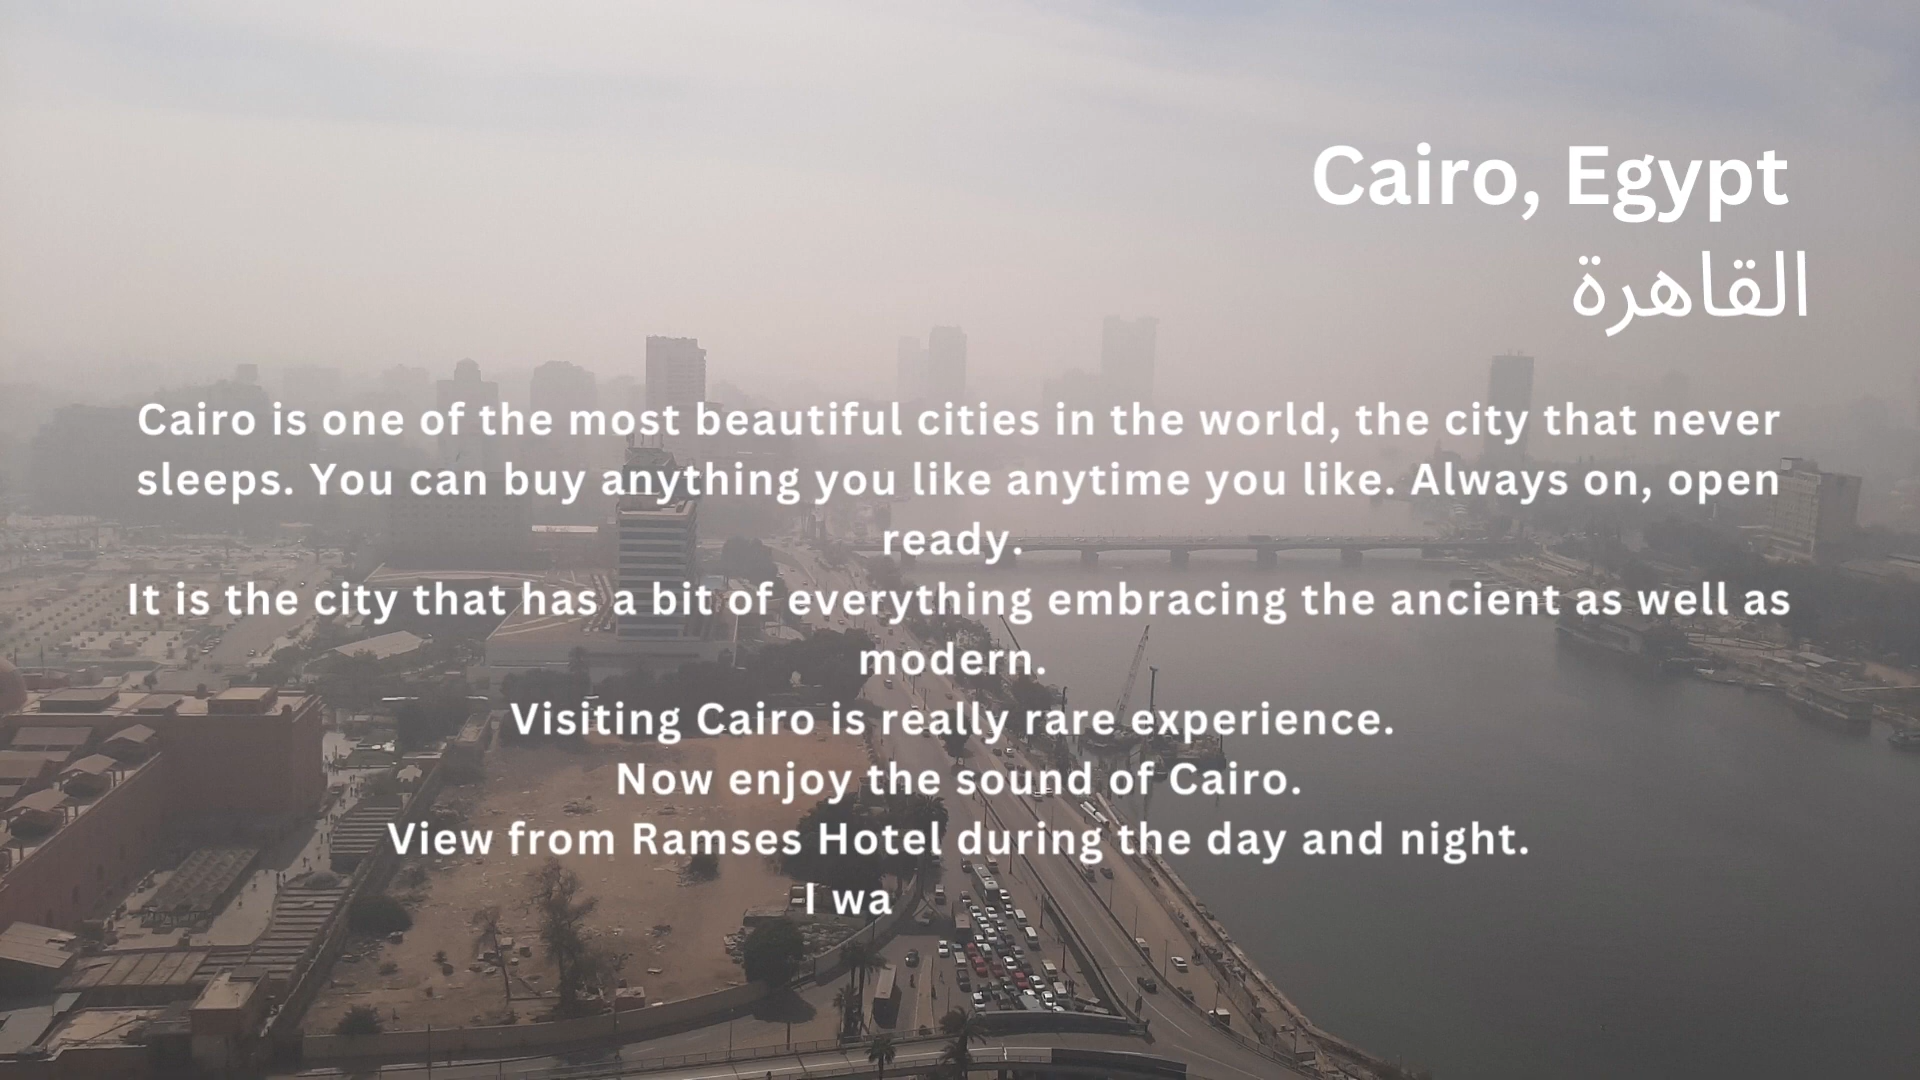 Cairo, Egypt
القاهرة
Cairo is one of the most beautiful cities in the world, the city that never
sleeps. You can buy anything you like anytime you like. Always on, open
ready.
It is the city that has a bit of everything embracing the ancient as well as
modern.
Visiting Cairo is really rare experience.
Now enjoy the sound of Cairo.
View from Ramses Hotel during the day and night.
I wa